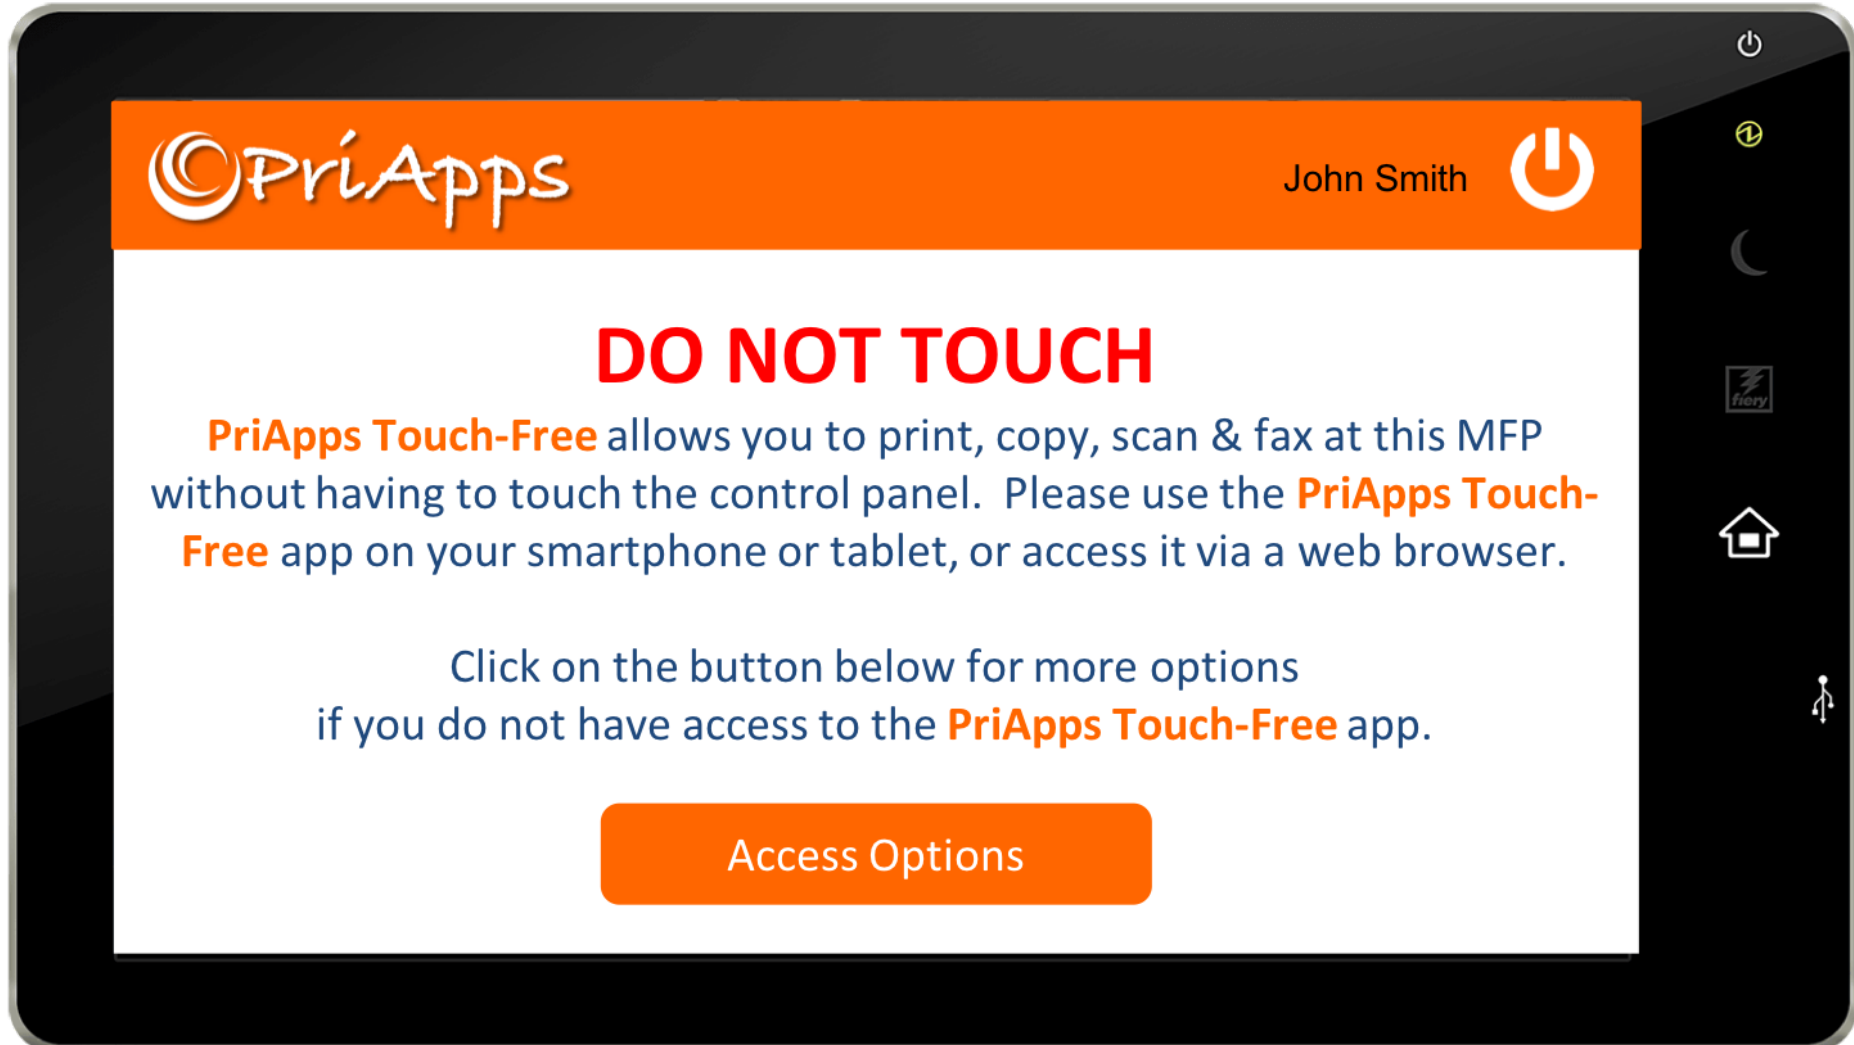 PriApps
John Smith
DO NOT TOUCH
PriApps Touch-Free allows you to print, copy, scan & fax at this MFP
without having to touch the control panel.  Please use the PriApps Touch-
Free app on your smartphone or tablet, or access it via a web browser.
Click on the button below for more options
if you do not have access to the PriApps Touch-Free app.
Access Options
fiery